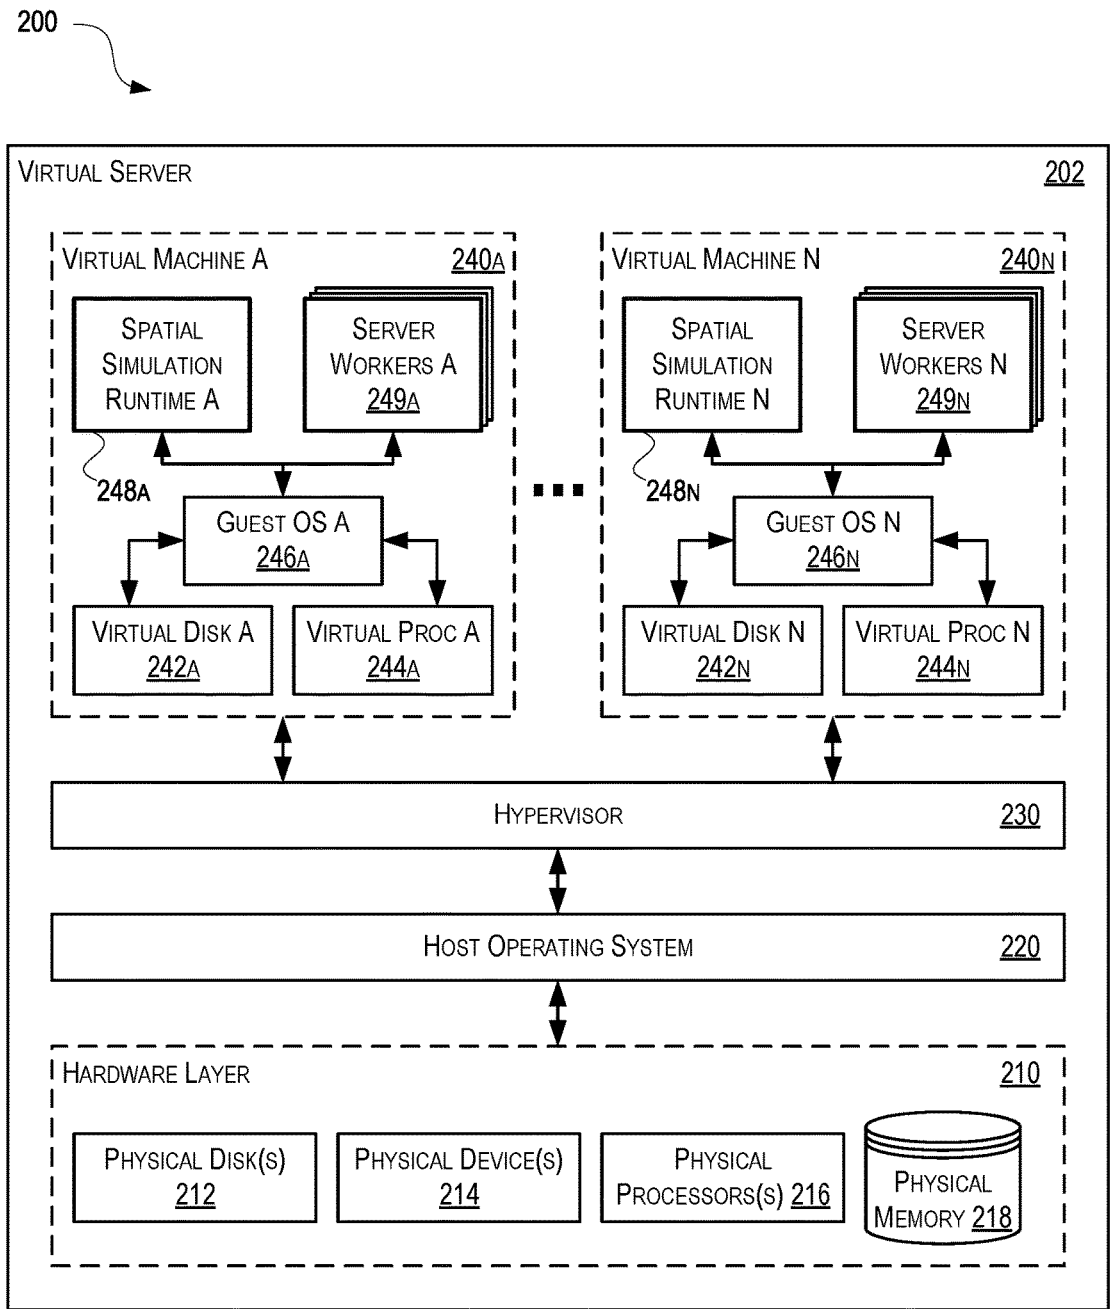 200
Virtual Server 202
Virtual Machine A 240A
Spatial
Simulation
Runtime A
248A
Server
Workers A
249A
Guest OS A
246A
Virtual Disk A
242A
Virtual Proc A
244A
...
Virtual Machine N 240N
Spatial
Simulation
Runtime N
248N
Server
Workers N
249N
Guest OS N
246N
Virtual Disk N
242N
Virtual Proc N
244N
Hypervisor 230
Host Operating System 220
Hardware Layer 210
Physical Disk(s)
212
Physical Device(s)
214
Physical
Processors(s) 216
Physical
Memory 218